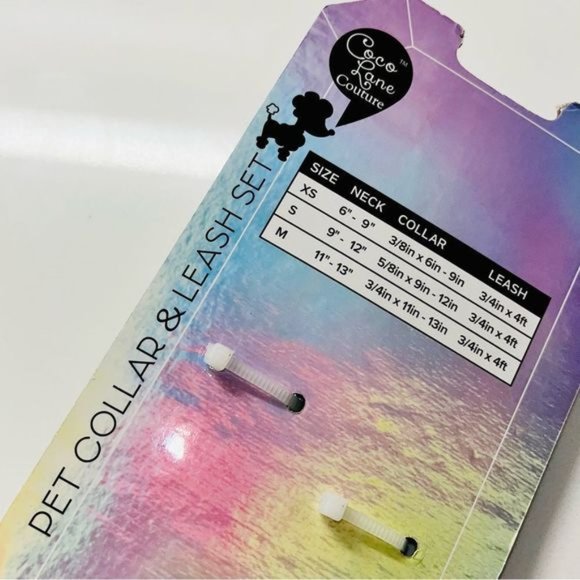 Coco
Lane
Couture
TM
PET COLLAR & LEASH SET
SIZE NECK COLLAR LEASH
XS 6" - 9" 3/8in x 6in - 9in 3/4in x 4ft
S 9" - 12" 5/8in x 9in - 12in 3/4in x 4ft
M 11" - 13" 3/4in x 11in - 13in 3/4in x 4ft